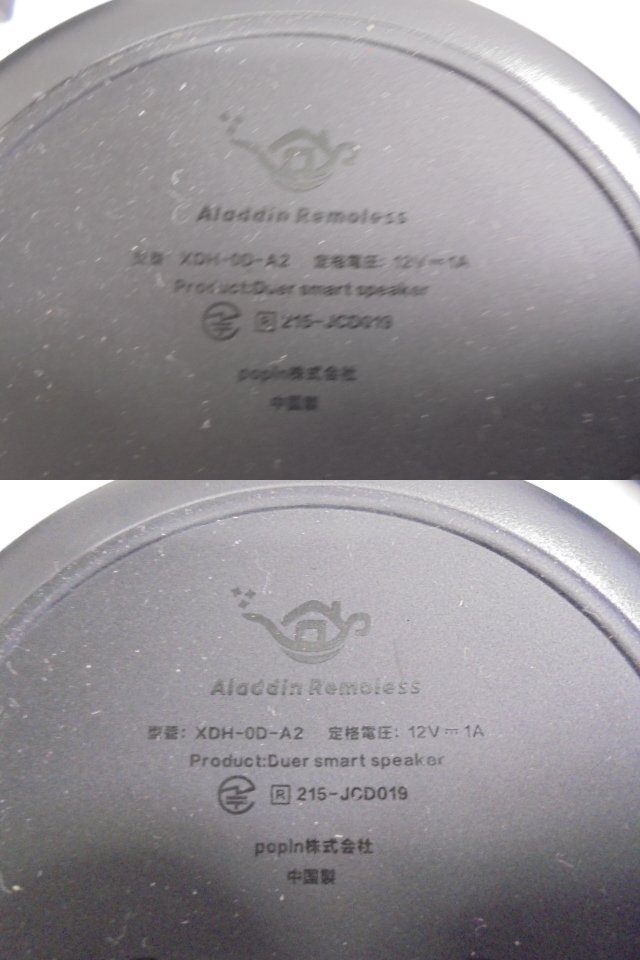 Aladdin Remoless
型番: XDH-0D-A2 定格電圧: 12V⎓1A
Product:Duer smart speaker
R 215-JCD019
popIn株式会社
中国製
Aladdin Remoless
型番: XDH-0D-A2 定格電圧: 12V⎓1A
Product:Duer smart speaker
R 215-JCD019
popIn株式会社
中国製